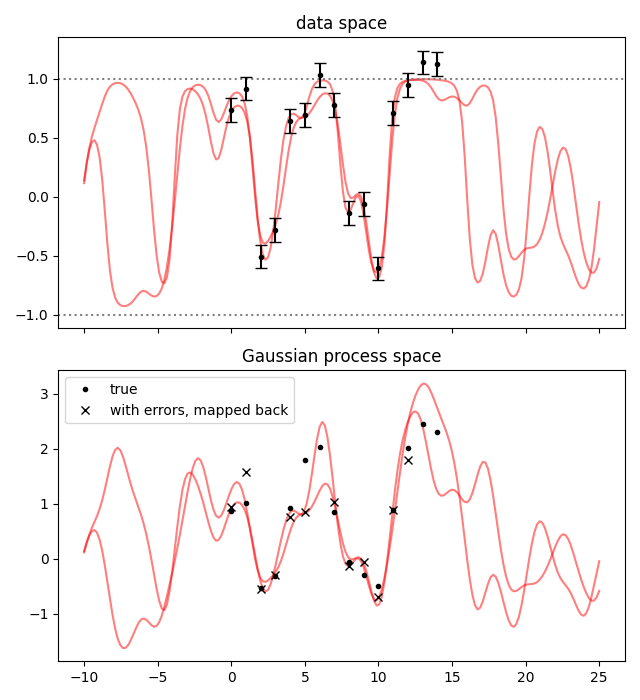 data space
1.0
0.5
0.0
−0.5
−1.0
Gaussian process space
true
with errors, mapped back
3
2
1
0
−1
−10 −5 0 5 10 15 20 25